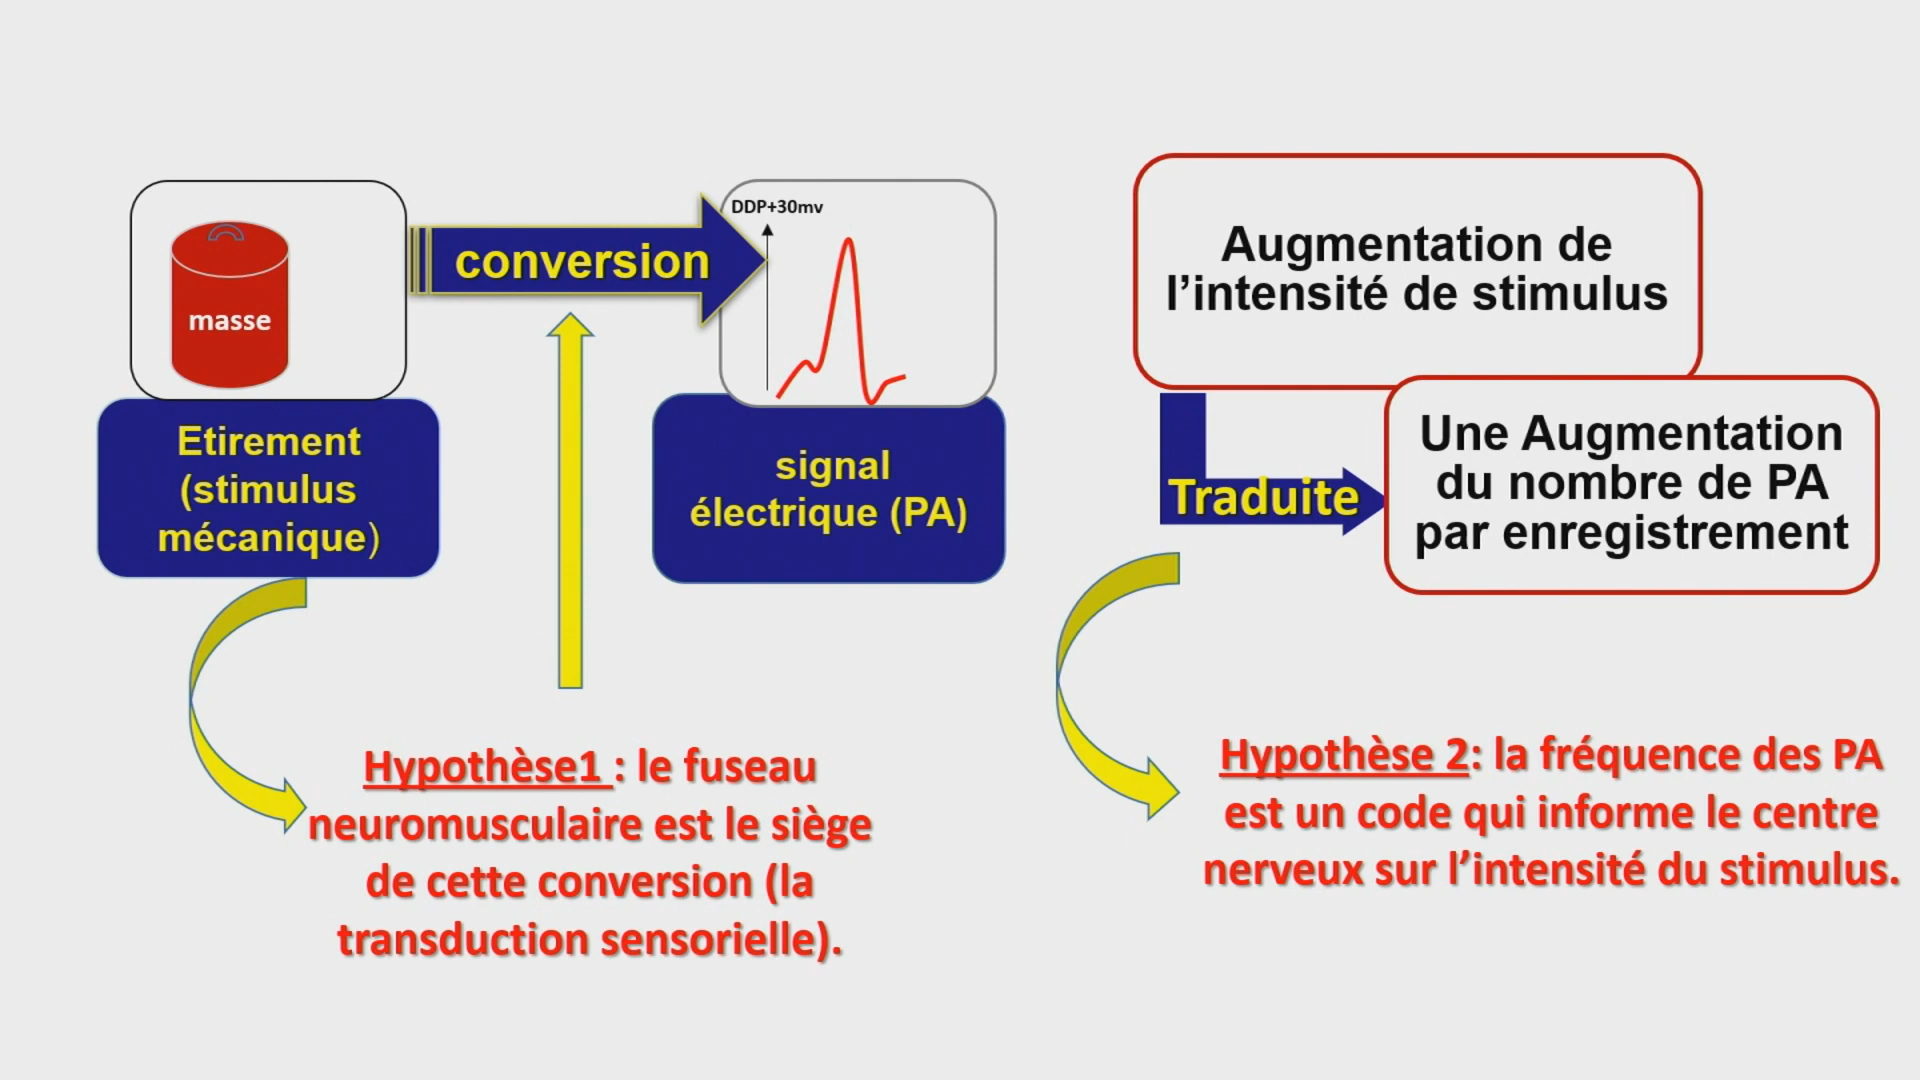 masse
Etirement
(stimulus
mécanique)
conversion
DDP+30mv
signal
électrique (PA)
Hypothèse1 : le fuseau
neuromusculaire est le siège
de cette conversion (la
transduction sensorielle).
Augmentation de
l’intensité de stimulus
Traduite
Une Augmentation
du nombre de PA
par enregistrement
Hypothèse 2: la fréquence des PA
est un code qui informe le centre
nerveux sur l’intensité du stimulus.